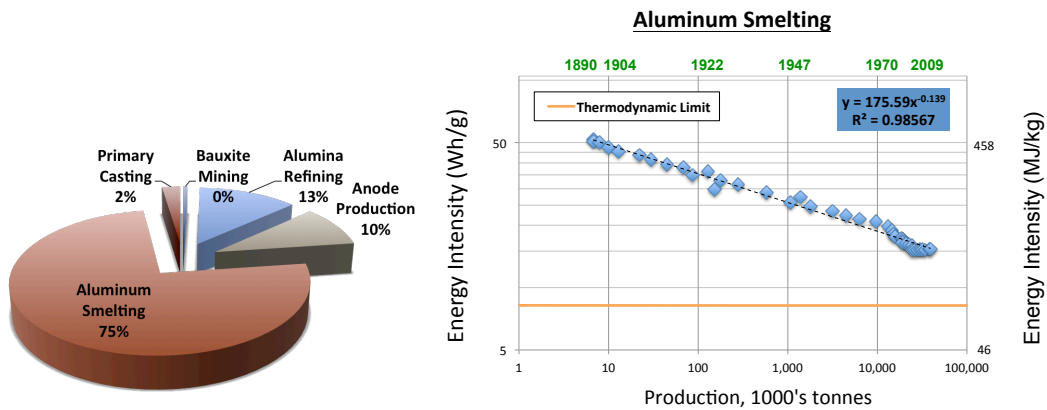 Primary
Casting
2%
Bauxite
Mining
0%
Alumina
Refining
13%
Anode
Production
10%
Aluminum
Smelting
75%
Aluminum Smelting
1890 1904 1922 1947 1970 2009
Thermodynamic Limit
y = 175.59x^-0.139
R² = 0.98567
Energy Intensity (Wh/g)
50
5
458
46
Energy Intensity (MJ/kg)
1 10 100 1,000 10,000 100,000
Production, 1000's tonnes